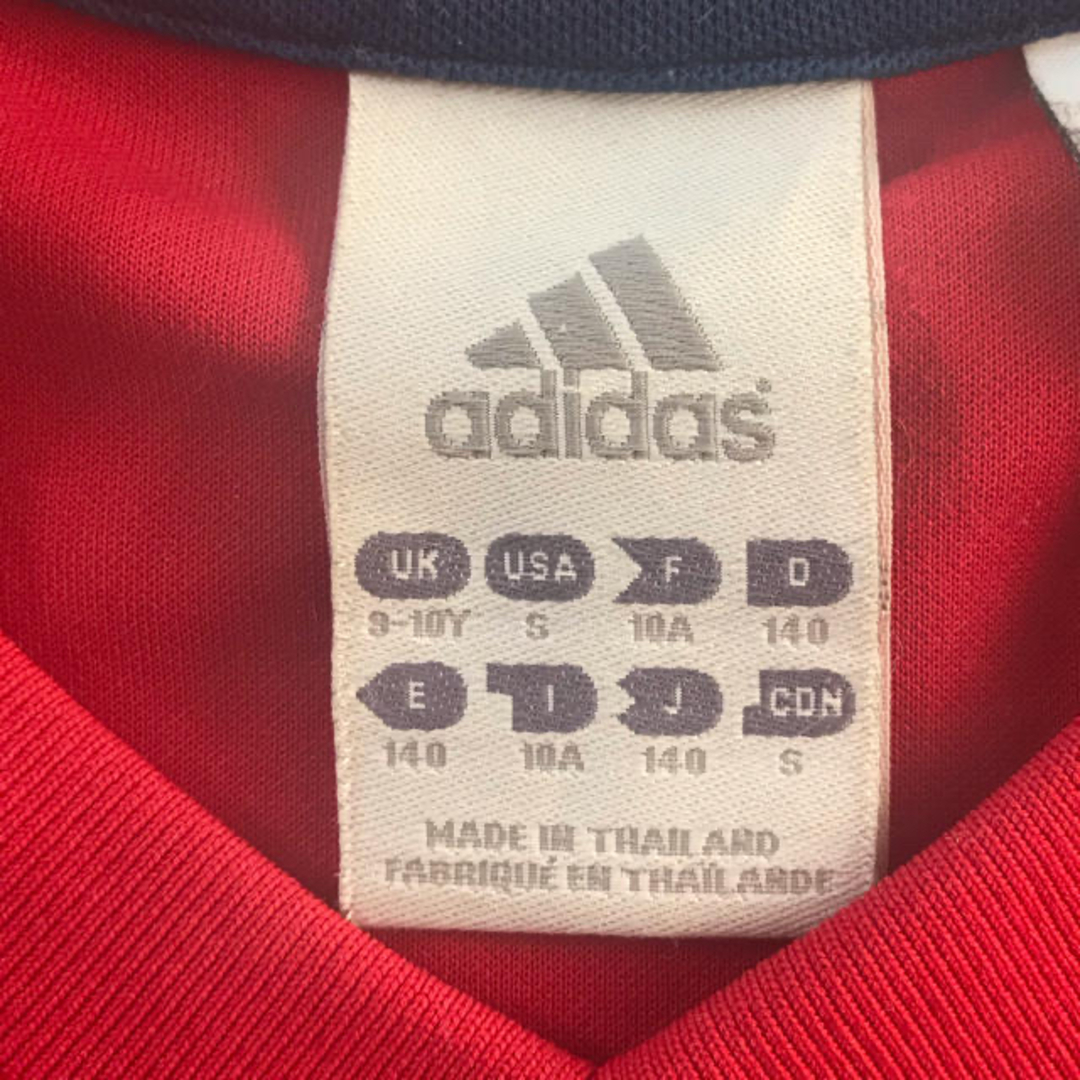 adidas®
UK USA F D
9-10Y S 10A 140
E I J CDN
140 10A 140 S
MADE IN THAILAND
FABRIQUÉ EN THAÏLANDE